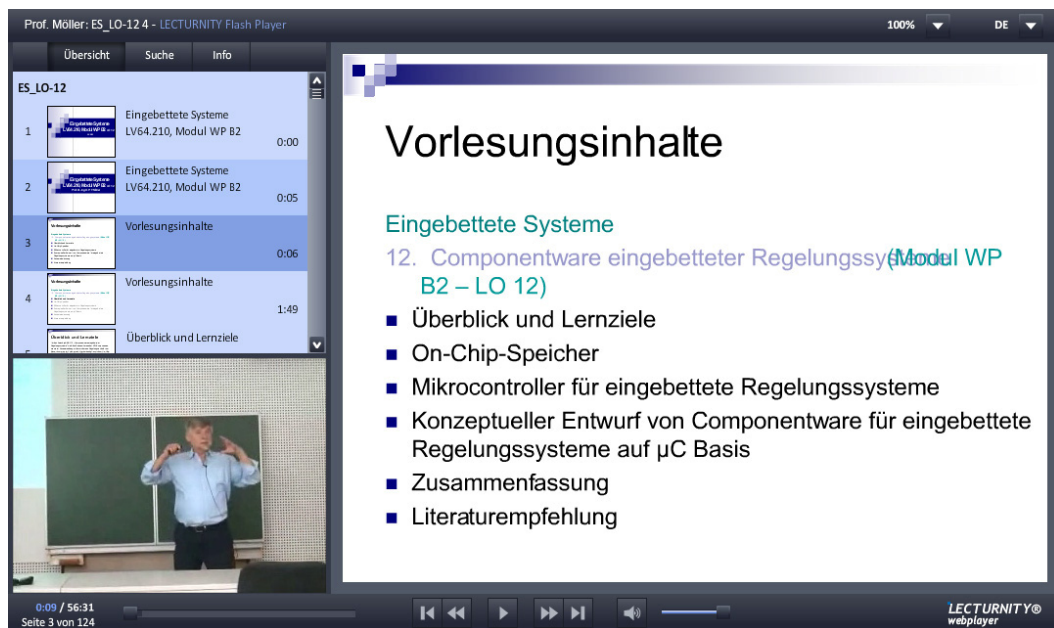 Prof. Möller: ES_LO-12 4 - LECTURNITY Flash Player
100%
DE
Übersicht Suche Info
ES_LO-12
1
Eingebettete Systeme
LV64.210, Modul WP B2
0:00
2
Eingebettete Systeme
LV64.210, Modul WP B2
0:05
3
Vorlesungsinhalte
0:06
4
Vorlesungsinhalte
1:49
Überblick und Lernziele
Vorlesungsinhalte
Eingebettete Systeme
12. Componentware eingebetteter Regelungssysteme (Modul WP
B2 – LO 12)
Überblick und Lernziele
On-Chip-Speicher
Mikrocontroller für eingebettete Regelungssysteme
Konzeptueller Entwurf von Componentware für eingebettete
Regelungssysteme auf µC Basis
Zusammenfassung
Literaturempfehlung
0:09 / 56:31
Seite 3 von 124
LECTURNITY®
webplayer